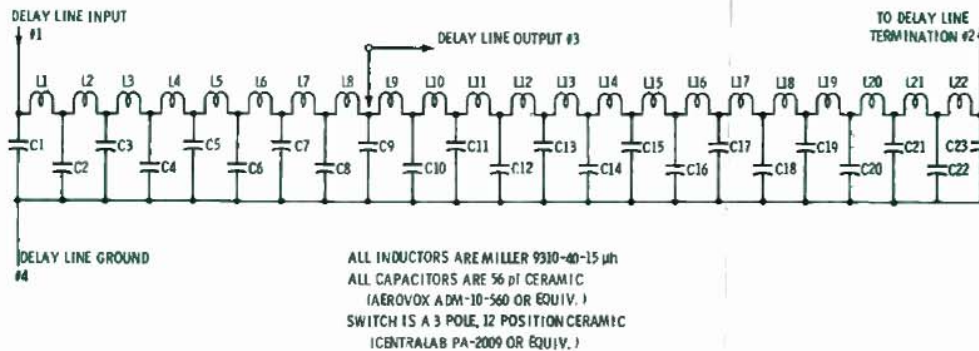 DELAY LINE INPUT
#1
DELAY LINE OUTPUT #3
TO DELAY LINE
TERMINATION #2
L1 L2 L3 L4 L5 L6 L7 L8 L9 L10 L11 L12 L13 L14 L15 L16 L17 L18 L19 L20 L21 L22
C1 C3 C5 C7 C9 C11 C13 C15 C17 C19 C21 C23
C2 C4 C6 C8 C10 C12 C14 C16 C18 C20 C22
DELAY LINE GROUND
#4
ALL INDUCTORS ARE MILLER 9310-40-15 μh
ALL CAPACITORS ARE 56 pf CERAMIC
(AEROVOX ADM-10-560 OR EQUIV.)
SWITCH IS A 3 POLE, 12 POSITION CERAMIC
(CENTRALAB PA-2009 OR EQUIV.)